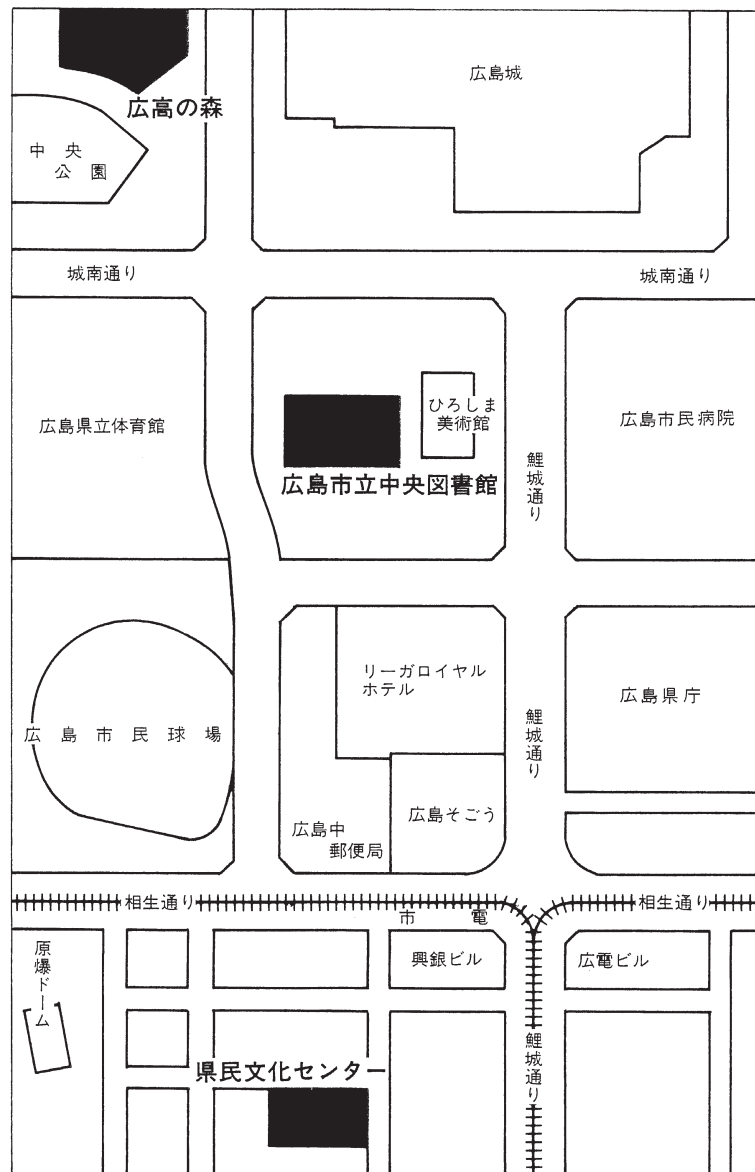 広島城
広高の森
中央
公園
城南通り
城南通り
広島県立体育館
ひろしま
美術館
広島市民病院
広島市立中央図書館
鯉城通り
リーガロイヤル
ホテル
広島県庁
広島市民球場
鯉城通り
広島そごう
広島中
郵便局
相生通り
相生通り
市電
原爆ドーム
興銀ビル
広電ビル
鯉城通り
県民文化センター